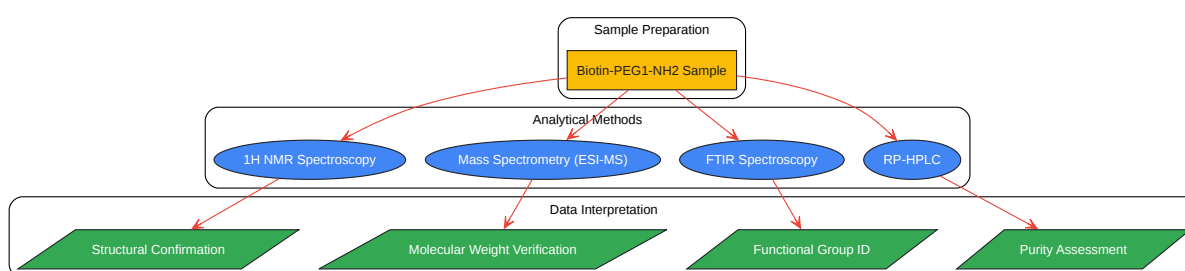 Sample Preparation
Biotin-PEG1-NH2 Sample
Analytical Methods
1H NMR Spectroscopy
Mass Spectrometry (ESI-MS)
FTIR Spectroscopy
RP-HPLC
Data Interpretation
Structural Confirmation
Molecular Weight Verification
Functional Group ID
Purity Assessment